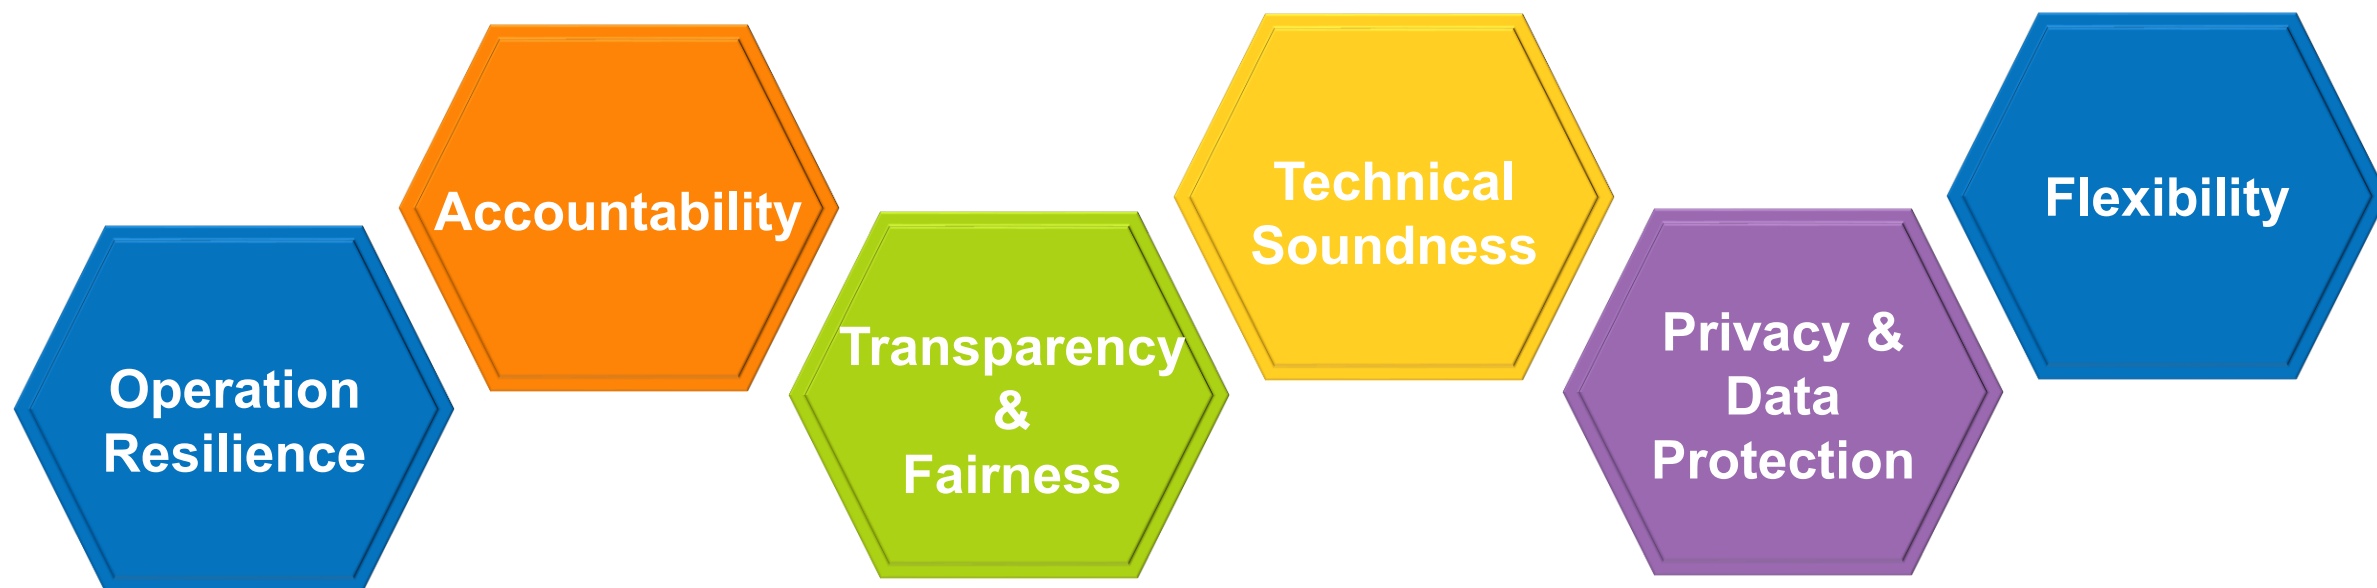 Operation
Resilience
Accountability
Transparency
&
Fairness
Technical
Soundness
Privacy &
Data
Protection
Flexibility